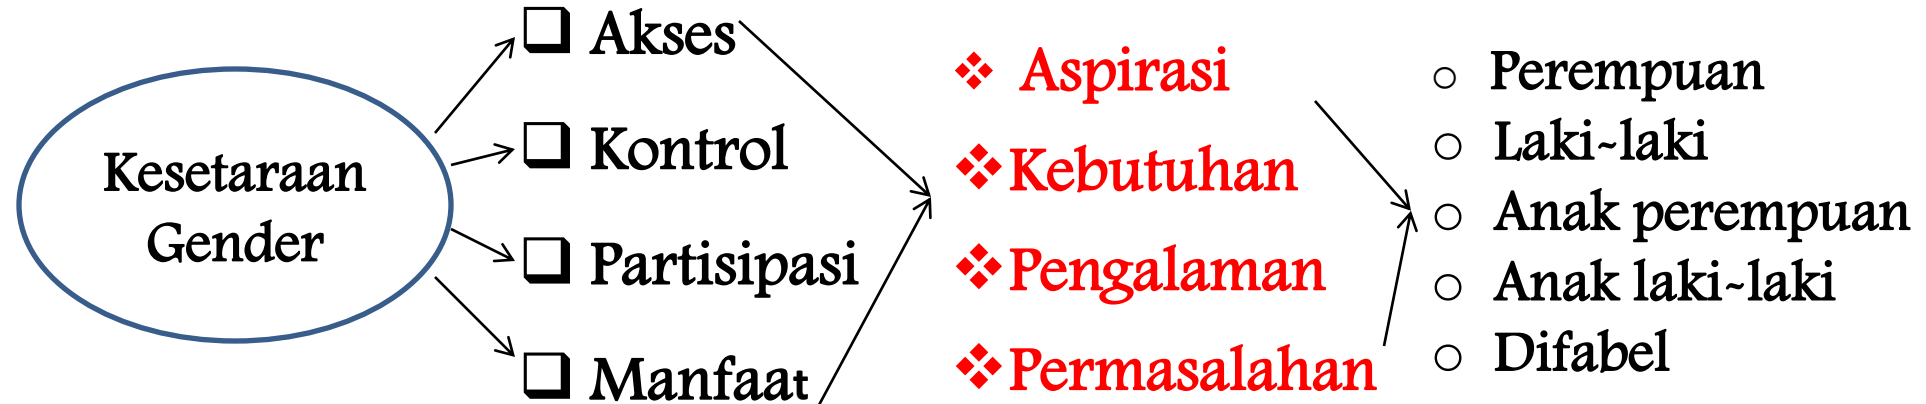 Kesetaraan
Gender
Akses
Kontrol
Partisipasi
Manfaat
Aspirasi
Kebutuhan
Pengalaman
Permasalahan
Perempuan
Laki-laki
Anak perempuan
Anak laki-laki
Difabel